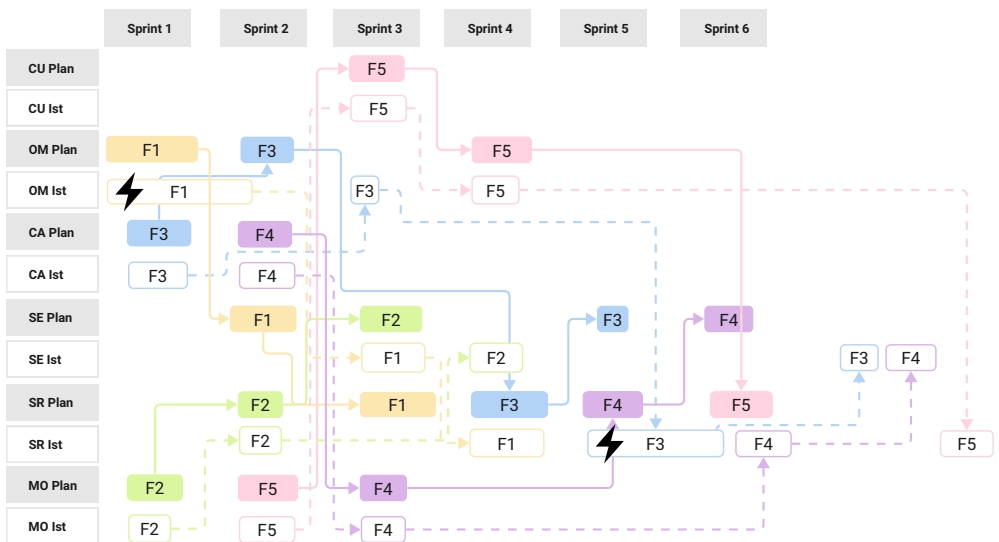 Sprint 1 Sprint 2 Sprint 3 Sprint 4 Sprint 5 Sprint 6
CU Plan F5
CU Ist F5
OM Plan F1 F3 F5
OM Ist F1 F3 F5
CA Plan F3 F4
CA Ist F3 F4
SE Plan F1 F2 F3 F4
SE Ist F1 F2 F3 F4
SR Plan F2 F1 F3 F4 F5
SR Ist F2 F1 F3 F4 F5
MO Plan F2 F5 F4
MO Ist F2 F5 F4